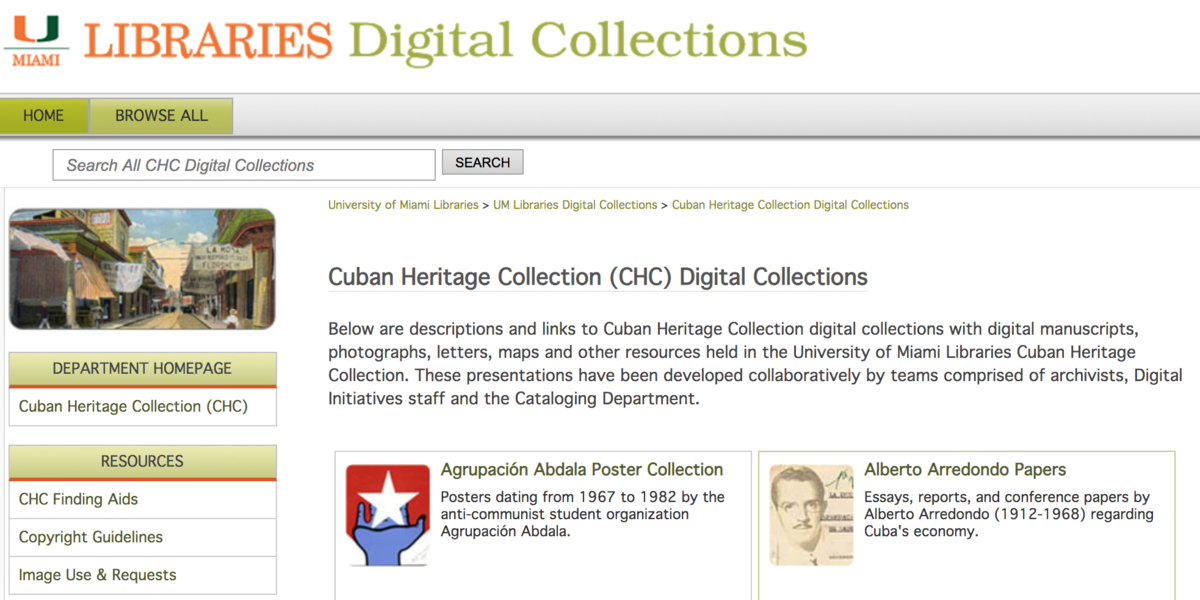 MIAMI
LIBRARIES Digital Collections
HOME
BROWSE ALL
Search All CHC Digital Collections
SEARCH
University of Miami Libraries > UM Libraries Digital Collections > Cuban Heritage Collection Digital Collections
Cuban Heritage Collection (CHC) Digital Collections
Below are descriptions and links to Cuban Heritage Collection digital collections with digital manuscripts,
photographs, letters, maps and other resources held in the University of Miami Libraries Cuban Heritage
Collection. These presentations have been developed collaboratively by teams comprised of archivists, Digital
Initiatives staff and the Cataloging Department.
DEPARTMENT HOMEPAGE
Cuban Heritage Collection (CHC)
RESOURCES
CHC Finding Aids
Copyright Guidelines
Image Use & Requests
Agrupación Abdala Poster Collection
Posters dating from 1967 to 1982 by the
anti-communist student organization
Agrupación Abdala.
Alberto Arredondo Papers
Essays, reports, and conference papers by
Alberto Arredondo (1912-1968) regarding
Cuba's economy.